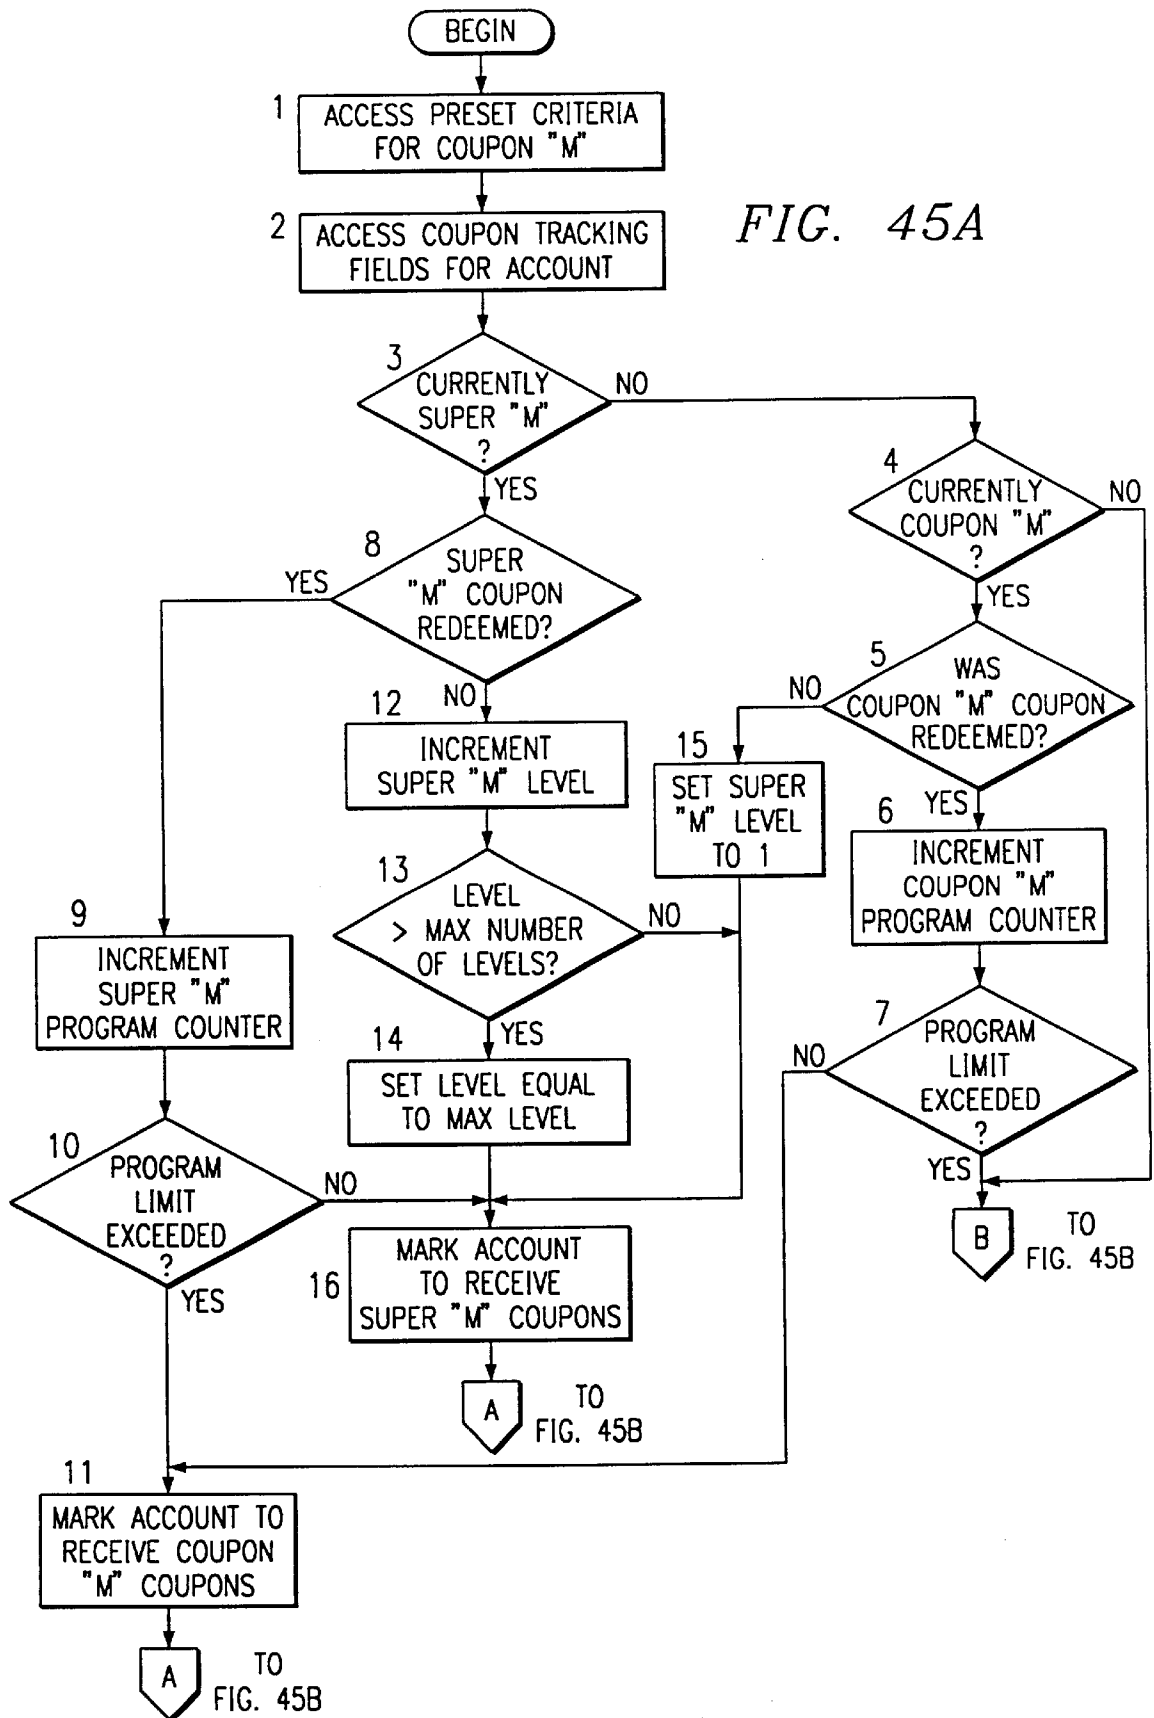 BEGIN
1
ACCESS PRESET CRITERIA
FOR COUPON "M"
FIG. 45A
2
ACCESS COUPON TRACKING
FIELDS FOR ACCOUNT
3
CURRENTLY
SUPER "M"
?
NO
YES
4
CURRENTLY
COUPON "M"
?
NO
YES
8
SUPER
"M" COUPON
REDEEMED?
YES
NO
5
WAS
COUPON "M" COUPON
REDEEMED?
NO
YES
12
INCREMENT
SUPER "M" LEVEL
15
SET SUPER
"M" LEVEL
TO 1
6
INCREMENT
COUPON "M"
PROGRAM COUNTER
13
LEVEL
> MAX NUMBER
OF LEVELS?
NO
YES
9
INCREMENT
SUPER "M"
PROGRAM COUNTER
7
PROGRAM
LIMIT
EXCEEDED
?
NO
YES
14
SET LEVEL EQUAL
TO MAX LEVEL
10
PROGRAM
LIMIT
EXCEEDED
?
NO
YES
B
TO
FIG. 45B
16
MARK ACCOUNT
TO RECEIVE
SUPER "M" COUPONS
A
TO
FIG. 45B
11
MARK ACCOUNT TO
RECEIVE COUPON
"M" COUPONS
A
TO
FIG. 45B